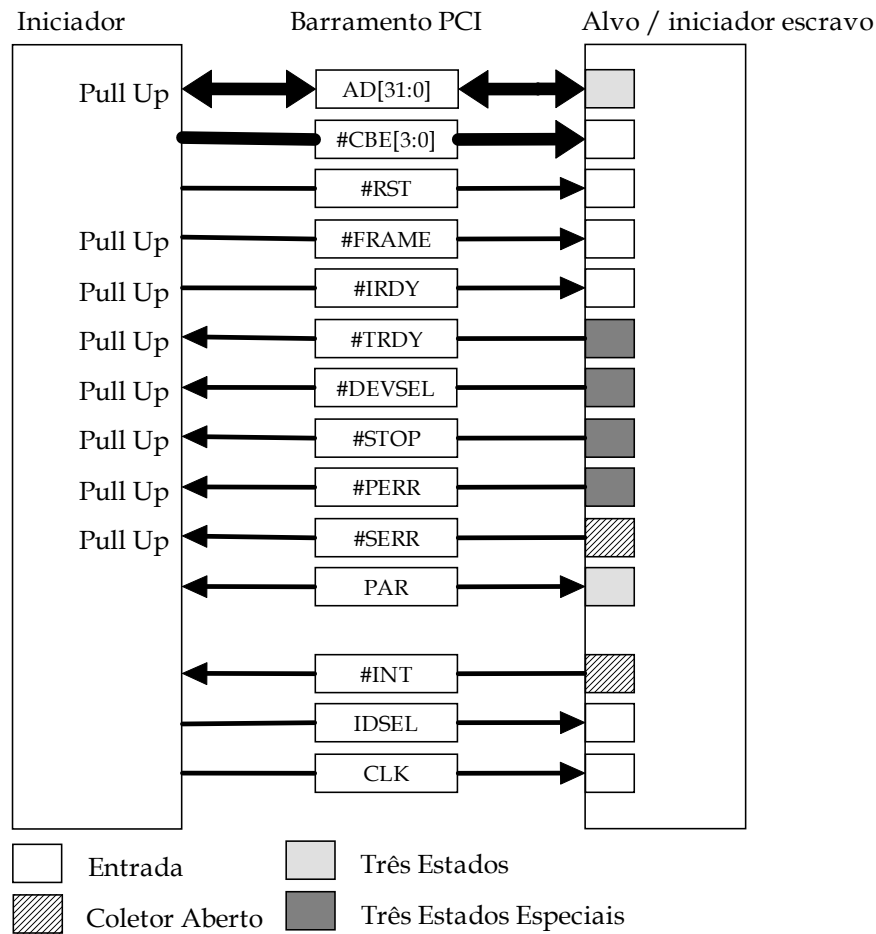 Iniciador Barramento PCI Alvo / iniciador escravo
Pull Up AD[31:0]
#CBE[3:0]
#RST
Pull Up #FRAME
Pull Up #IRDY
Pull Up #TRDY
Pull Up #DEVSEL
Pull Up #STOP
Pull Up #PERR
Pull Up #SERR
PAR
#INT
IDSEL
CLK
Entrada Três Estados
Coletor Aberto Três Estados Especiais